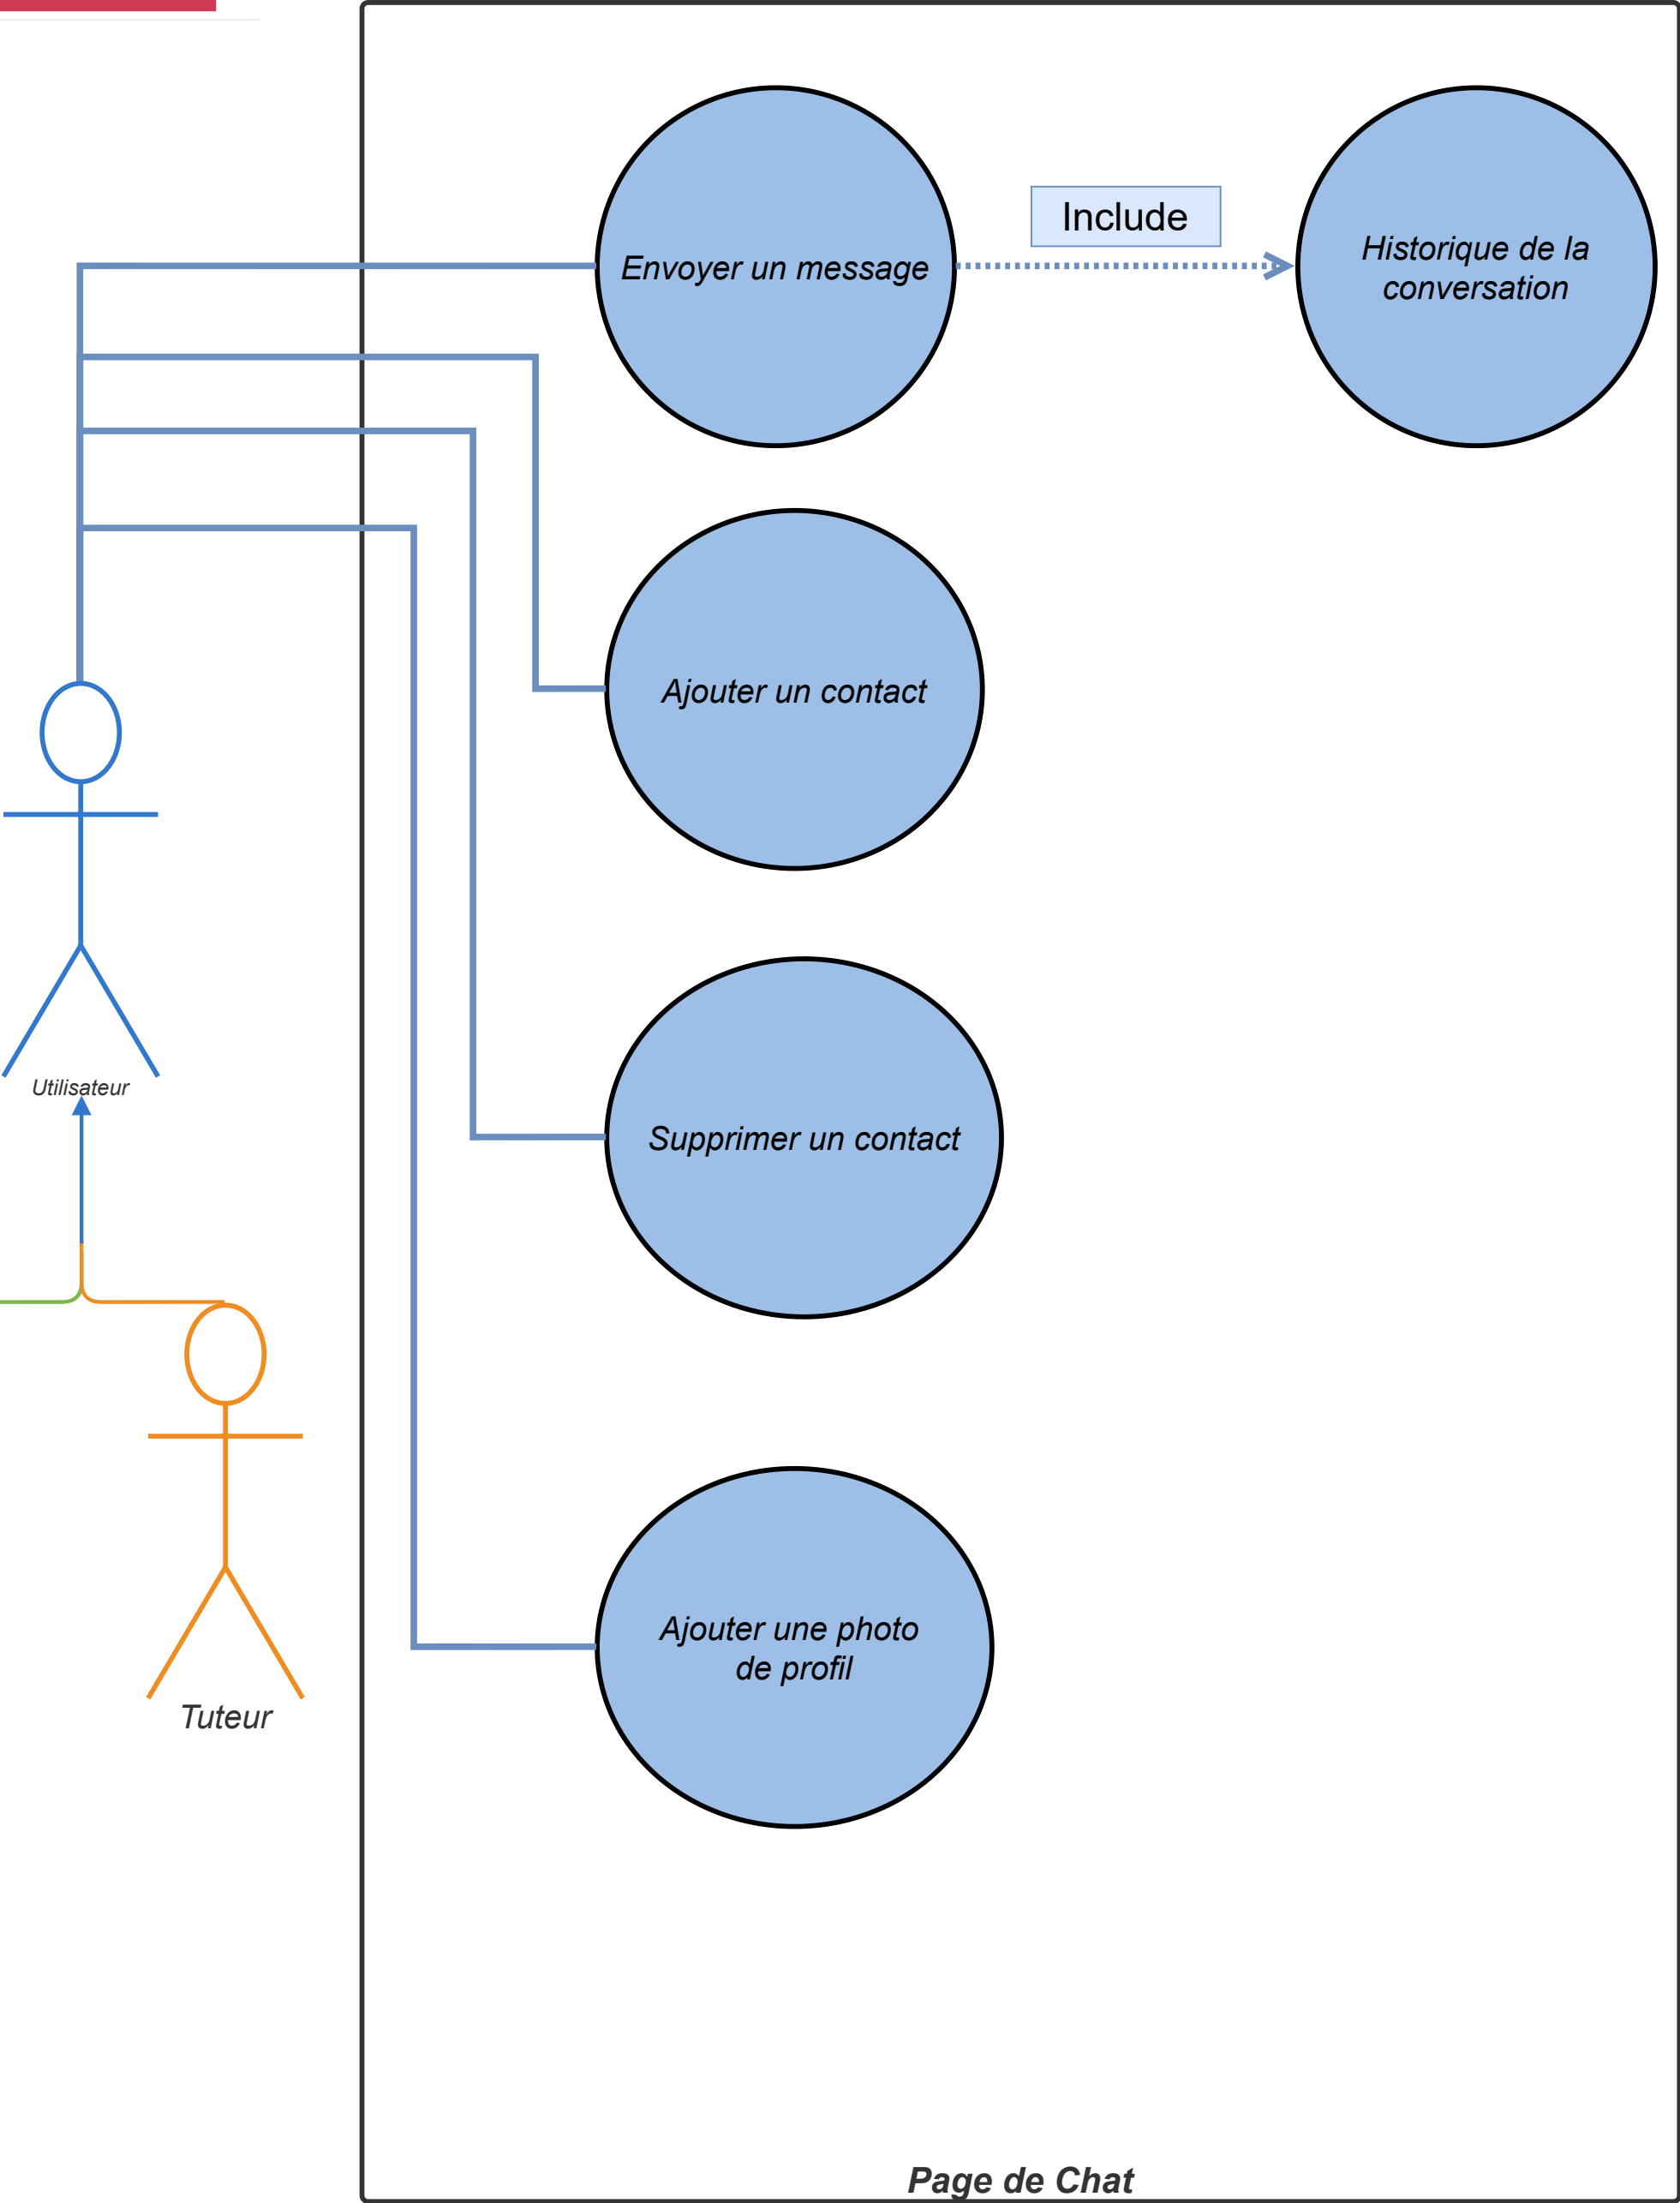 Include
Envoyer un message
Historique de la
conversation
Ajouter un contact
Utilisateur
Supprimer un contact
Ajouter une photo
de profil
Tuteur
Page de Chat